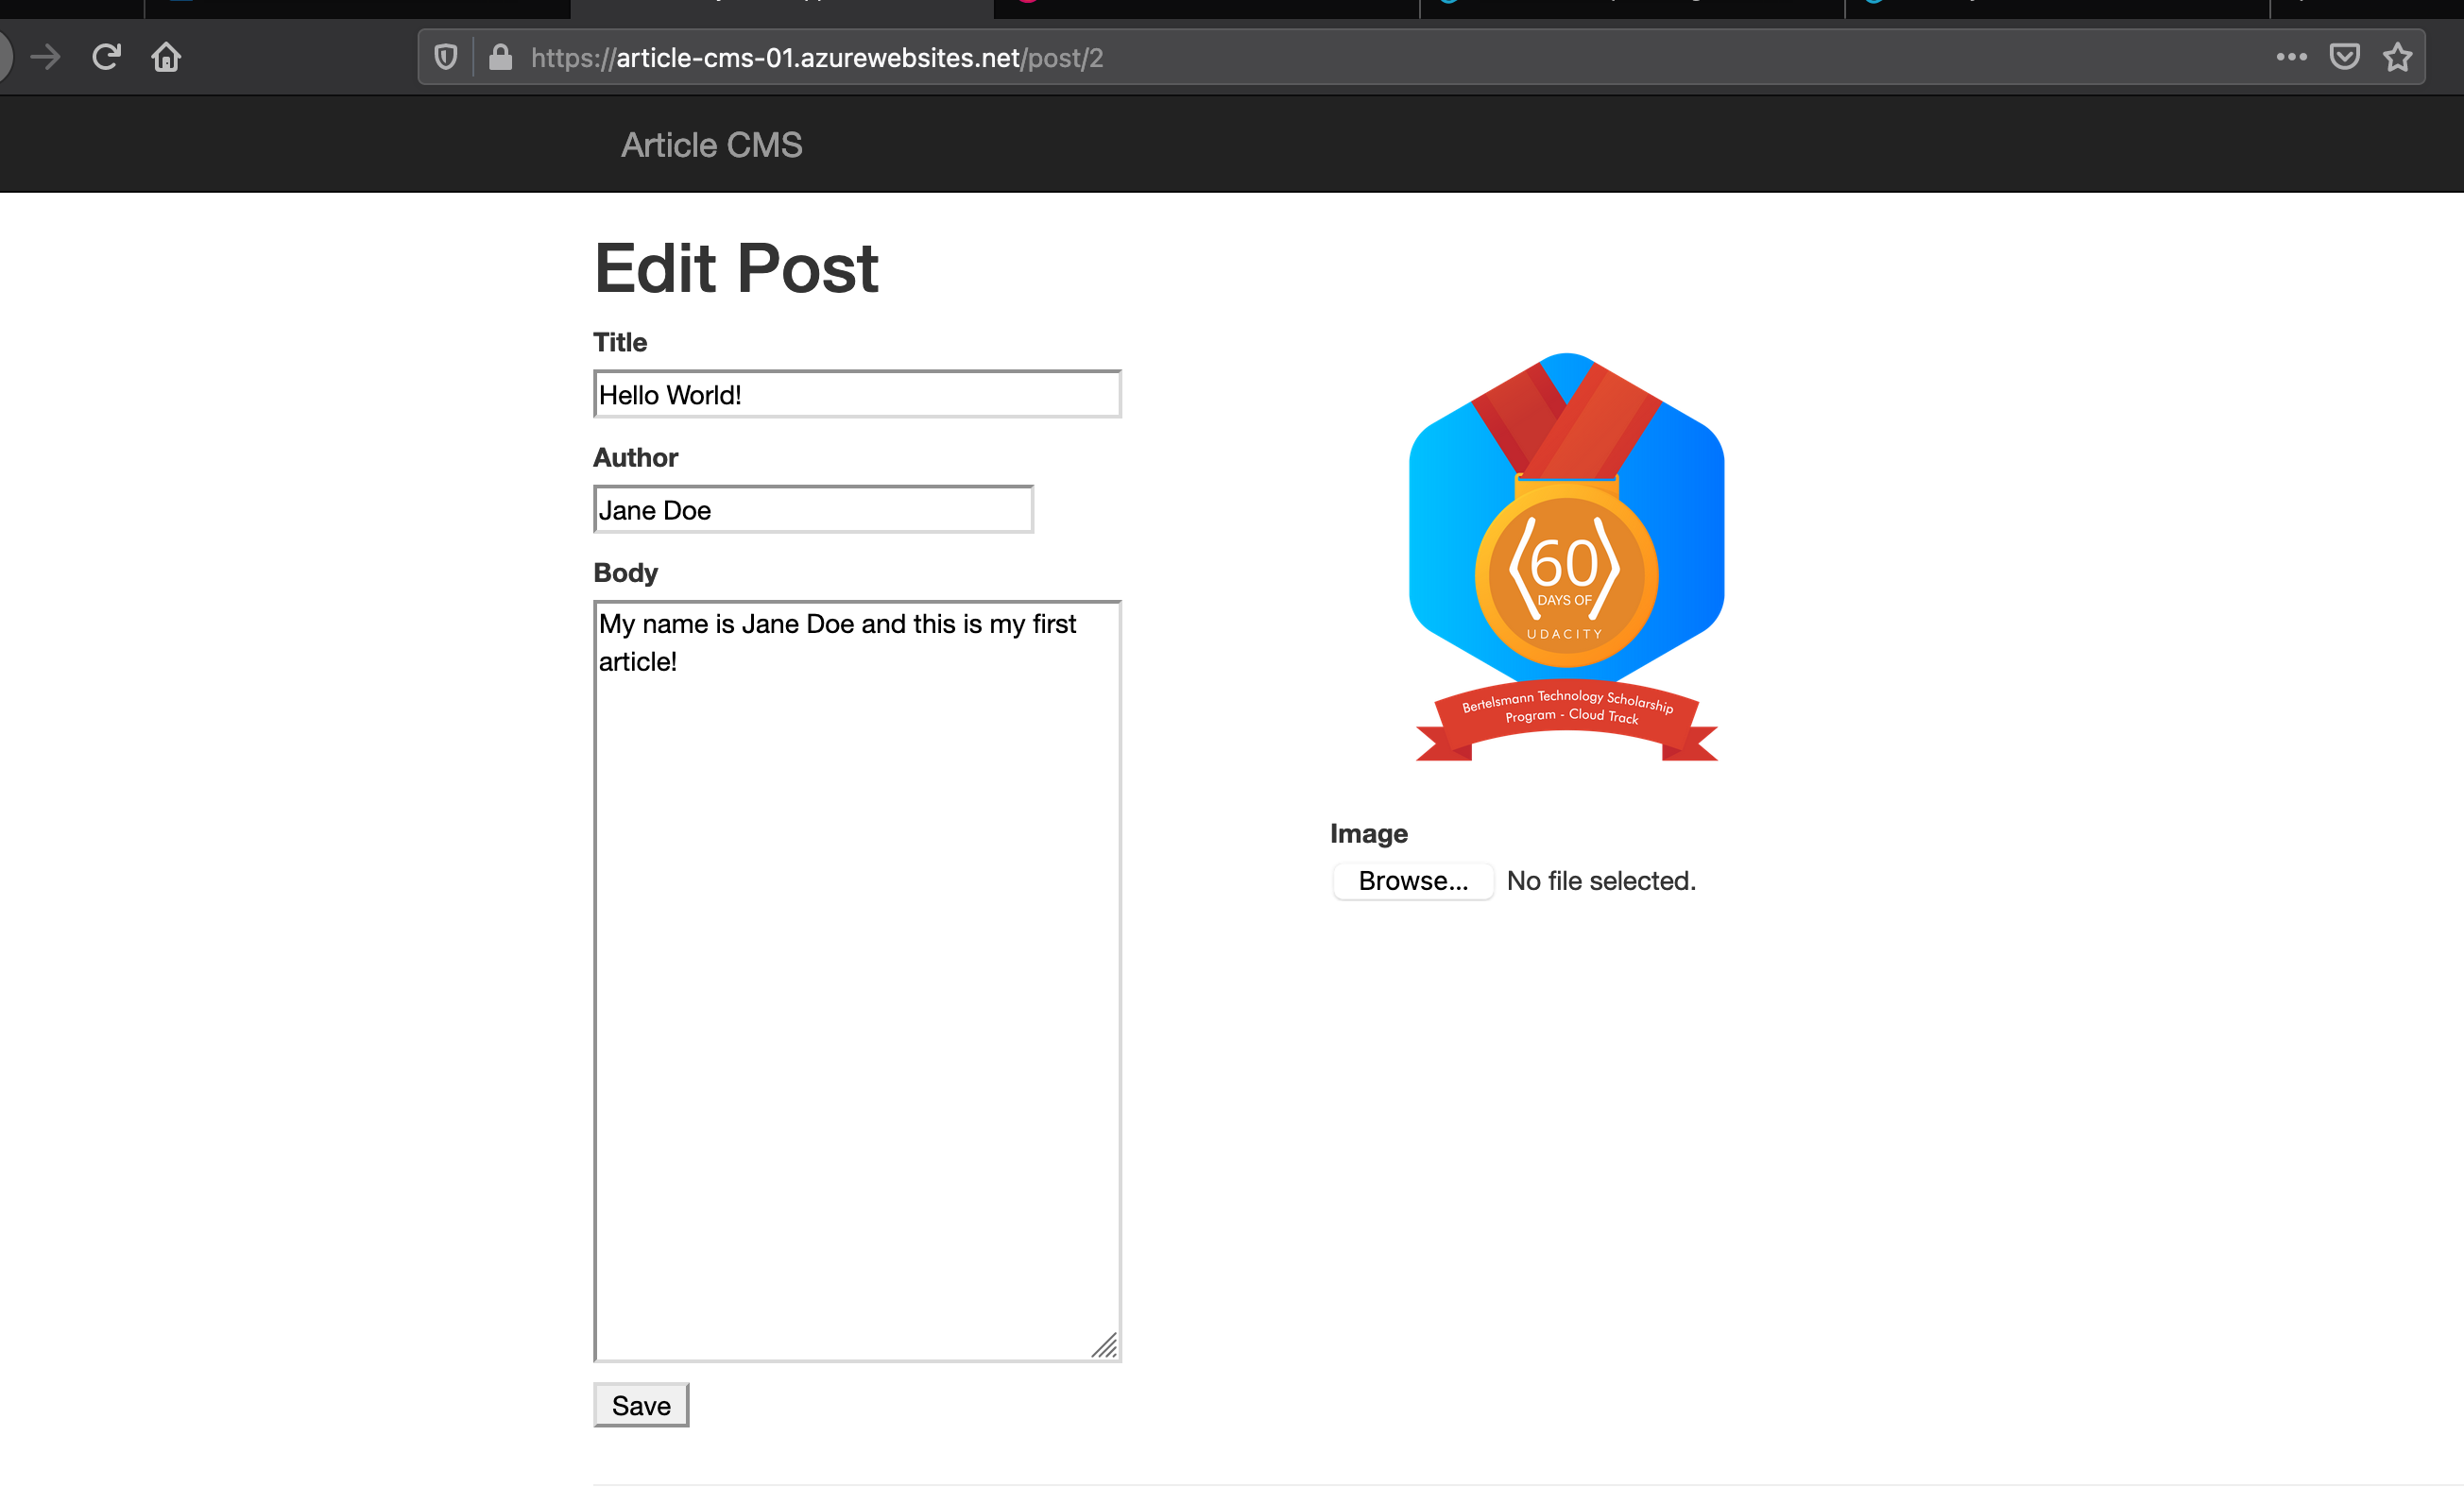 https://article-cms-01.azurewebsites.net/post/2
Article CMS
Edit Post
Title
Hello World!
Author
Jane Doe
Body
My name is Jane Doe and this is my first
article!
60
DAYS OF
UDACITY
Bertelsmann Technology Scholarship
Program - Cloud Track
Image
Browse... No file selected.
Save